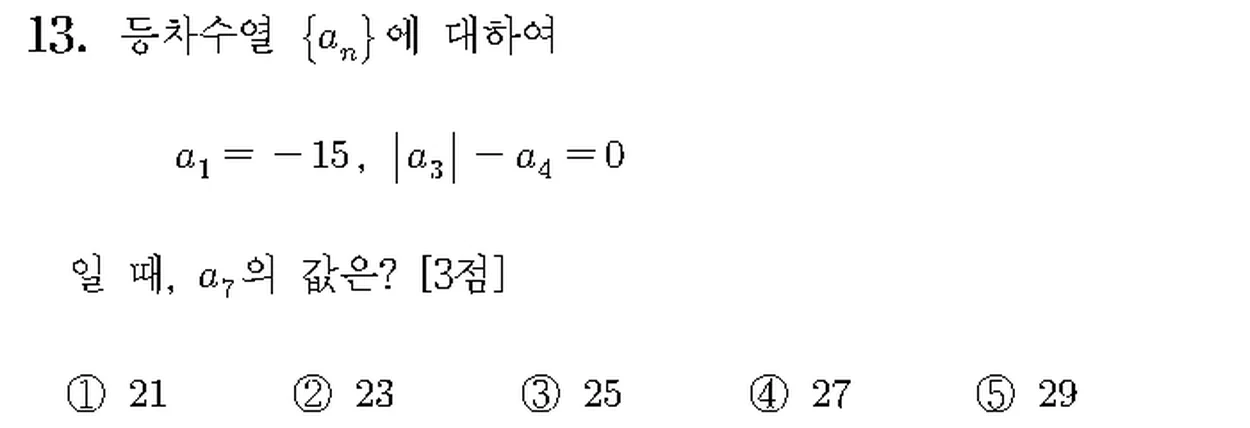 13. 등차수열 {aₙ}에 대하여
a₁ = -15, |a₃| - a₄ = 0
일 때, a₇의 값은? [3점]
① 21 ② 23 ③ 25 ④ 27 ⑤ 29